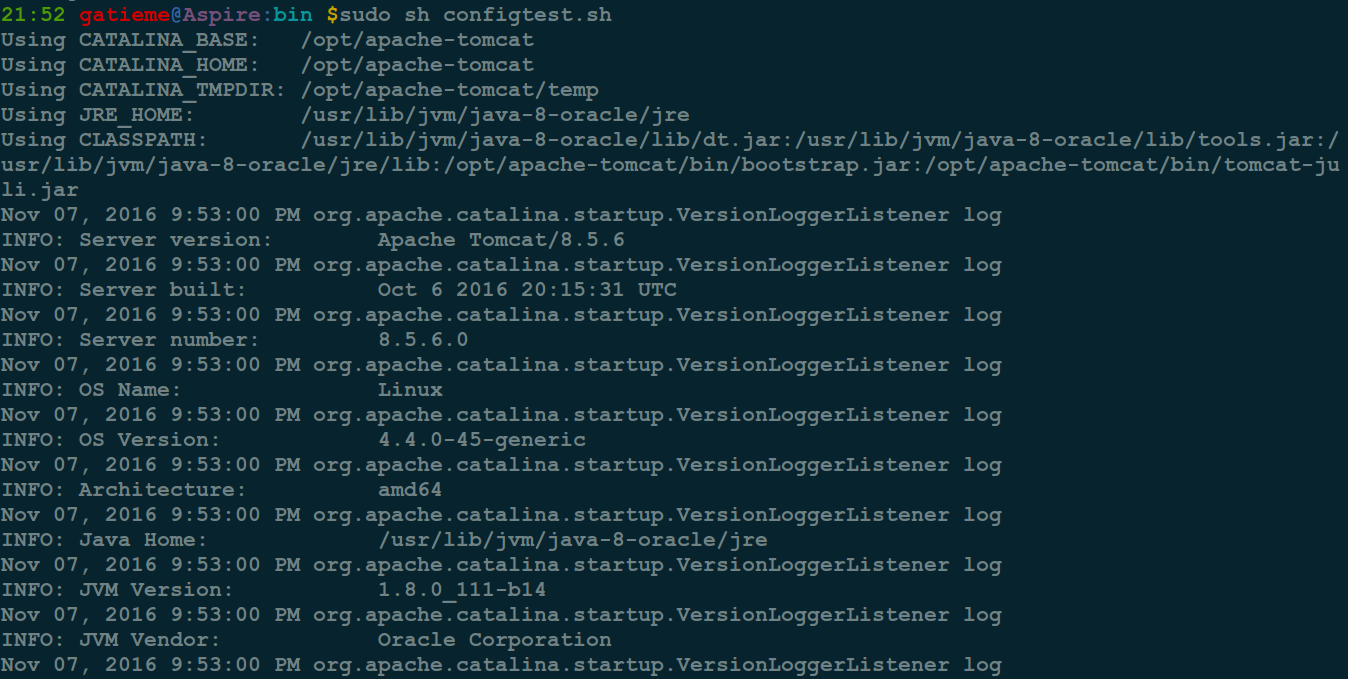 21:52 gatieme@Aspire:bin $sudo sh configtest.sh
Using CATALINA_BASE:   /opt/apache-tomcat
Using CATALINA_HOME:   /opt/apache-tomcat
Using CATALINA_TMPDIR: /opt/apache-tomcat/temp
Using JRE_HOME:        /usr/lib/jvm/java-8-oracle/jre
Using CLASSPATH:       /usr/lib/jvm/java-8-oracle/lib/dt.jar:/usr/lib/jvm/java-8-oracle/lib/tools.jar:/
usr/lib/jvm/java-8-oracle/jre/lib:/opt/apache-tomcat/bin/bootstrap.jar:/opt/apache-tomcat/bin/tomcat-ju
li.jar
Nov 07, 2016 9:53:00 PM org.apache.catalina.startup.VersionLoggerListener log
INFO: Server version:        Apache Tomcat/8.5.6
Nov 07, 2016 9:53:00 PM org.apache.catalina.startup.VersionLoggerListener log
INFO: Server built:          Oct 6 2016 20:15:31 UTC
Nov 07, 2016 9:53:00 PM org.apache.catalina.startup.VersionLoggerListener log
INFO: Server number:         8.5.6.0
Nov 07, 2016 9:53:00 PM org.apache.catalina.startup.VersionLoggerListener log
INFO: OS Name:               Linux
Nov 07, 2016 9:53:00 PM org.apache.catalina.startup.VersionLoggerListener log
INFO: OS Version:            4.4.0-45-generic
Nov 07, 2016 9:53:00 PM org.apache.catalina.startup.VersionLoggerListener log
INFO: Architecture:          amd64
Nov 07, 2016 9:53:00 PM org.apache.catalina.startup.VersionLoggerListener log
INFO: Java Home:             /usr/lib/jvm/java-8-oracle/jre
Nov 07, 2016 9:53:00 PM org.apache.catalina.startup.VersionLoggerListener log
INFO: JVM Version:           1.8.0_111-b14
Nov 07, 2016 9:53:00 PM org.apache.catalina.startup.VersionLoggerListener log
INFO: JVM Vendor:            Oracle Corporation
Nov 07, 2016 9:53:00 PM org.apache.catalina.startup.VersionLoggerListener log